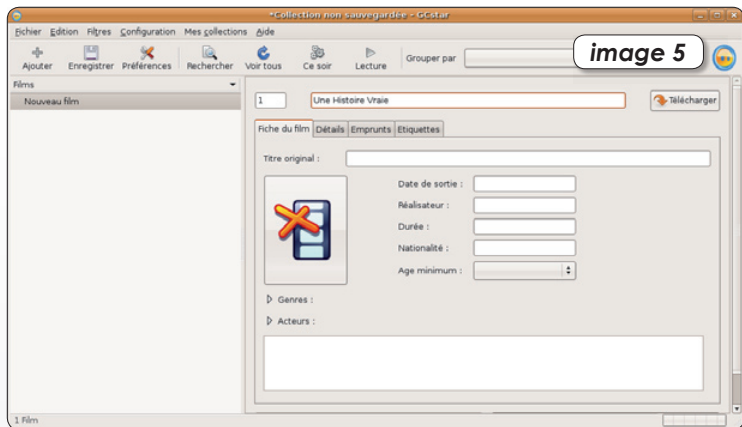 *Collection non sauvegardée - GCstar
Fichier Edition Filtres Configuration Mes collections Aide
Ajouter Enregistrer Préférences Rechercher Voir tous Ce soir Lecture Grouper par
image 5
Films
Nouveau film
1 Une Histoire Vraie Télécharger
Fiche du film Détails Emprunts Etiquettes
Titre original :
Date de sortie :
Réalisateur :
Durée :
Nationalité :
Age minimum :
Genres :
Acteurs :
1 Film